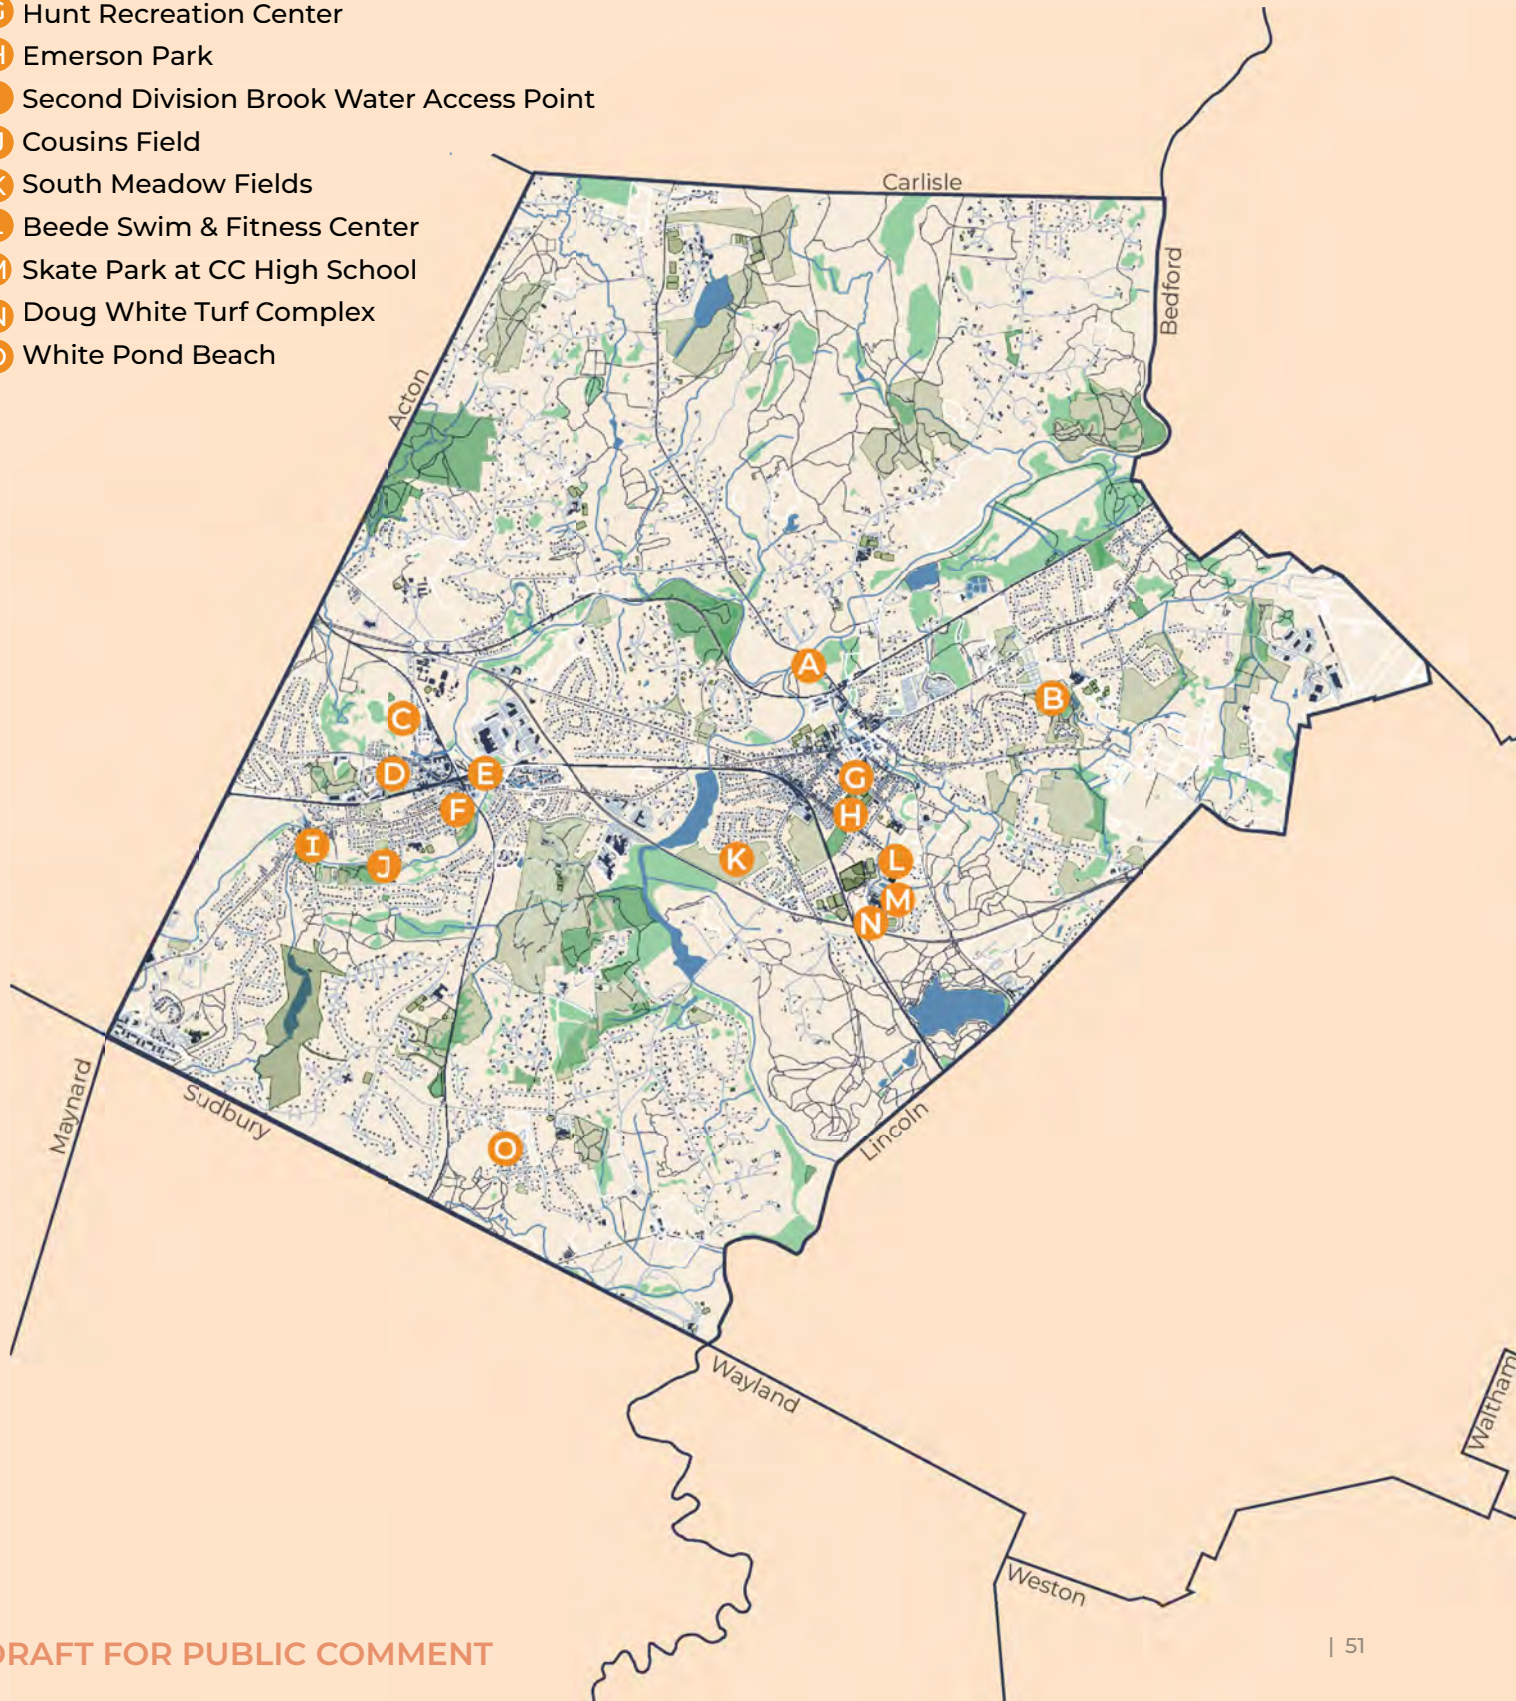 G Hunt Recreation Center
H Emerson Park
Second Division Brook Water Access Point
J Cousins Field
K South Meadow Fields
L Beede Swim & Fitness Center
M Skate Park at CC High School
N Doug White Turf Complex
O White Pond Beach
Carlisle
Bedford
Acton
A
B
C
D
E
F
G
H
I
J
K
L
M
N
O
Maynard
Sudbury
Lincoln
Wayland
Waltham
Weston
DRAFT FOR PUBLIC COMMENT
| 51